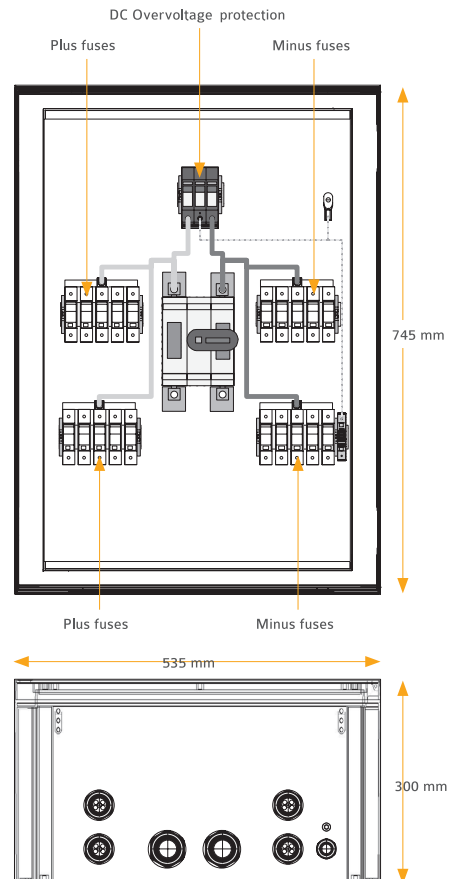 DC Overvoltage protection
Plus fuses
Minus fuses
745 mm
Plus fuses
Minus fuses
535 mm
300 mm